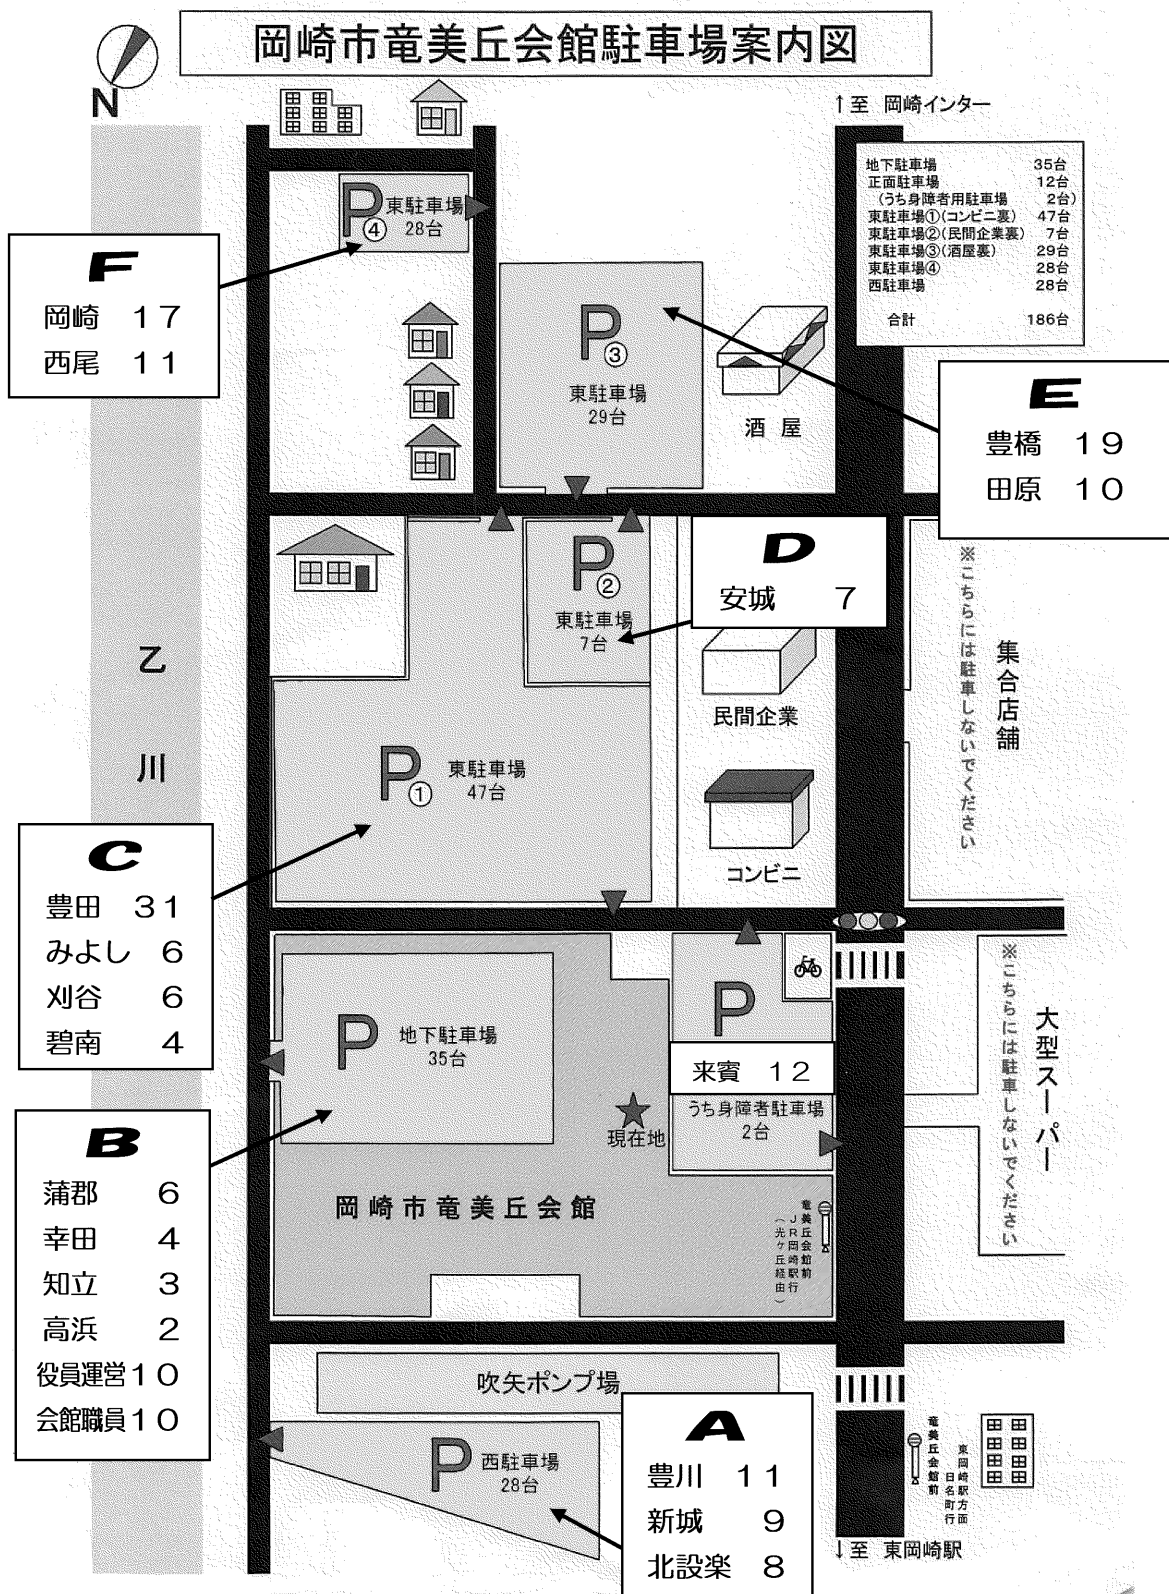 岡崎市竜美丘会館駐車場案内図
N
↑至 岡崎インター
地下駐車場 35台
正面駐車場 12台
(うち身障者用駐車場 2台)
東駐車場①(コンビニ裏) 47台
東駐車場②(民間企業裏) 7台
東駐車場③(酒屋裏) 29台
東駐車場④ 28台
西駐車場 28台
合計 186台
P④
東駐車場
28台
F
岡崎 17
西尾 11
P③
東駐車場
29台
酒屋
E
豊橋 19
田原 10
P②
東駐車場
7台
D
安城 7
民間企業
※こちらには駐車しないでください
集合店舗
乙川
P①
東駐車場
47台
コンビニ
C
豊田 31
みよし 6
刈谷 6
碧南 4
P
地下駐車場
35台
P
来賓 12
うち身障者駐車場
2台
現在地
※こちらには駐車しないでください
大型スーパー
B
蒲郡 6
幸田 4
知立 3
高浜 2
役員運営10
会館職員10
岡崎市竜美丘会館
竜美丘会館前
JR岡崎駅行
(光ケ丘経由)
吹矢ポンプ場
P
西駐車場
28台
A
豊川 11
新城 9
北設楽 8
竜美丘会館前
東岡崎駅方面
日名町行
↓至 東岡崎駅